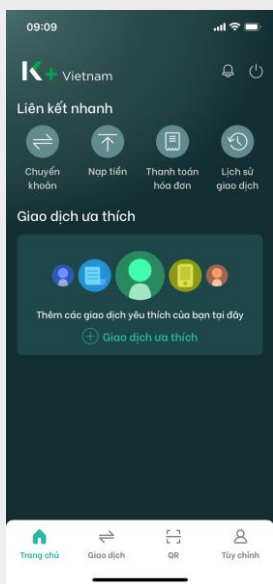 09:09
K+ Vietnam
Liên kết nhanh
Chuyển khoản
Nạp tiền
Thanh toán hóa đơn
Lịch sử giao dịch
Giao dịch ưa thích
Thêm các giao dịch yêu thích của bạn tại đây
Giao dịch ưa thích
Trang chủ
Giao dịch
QR
Tùy chỉnh